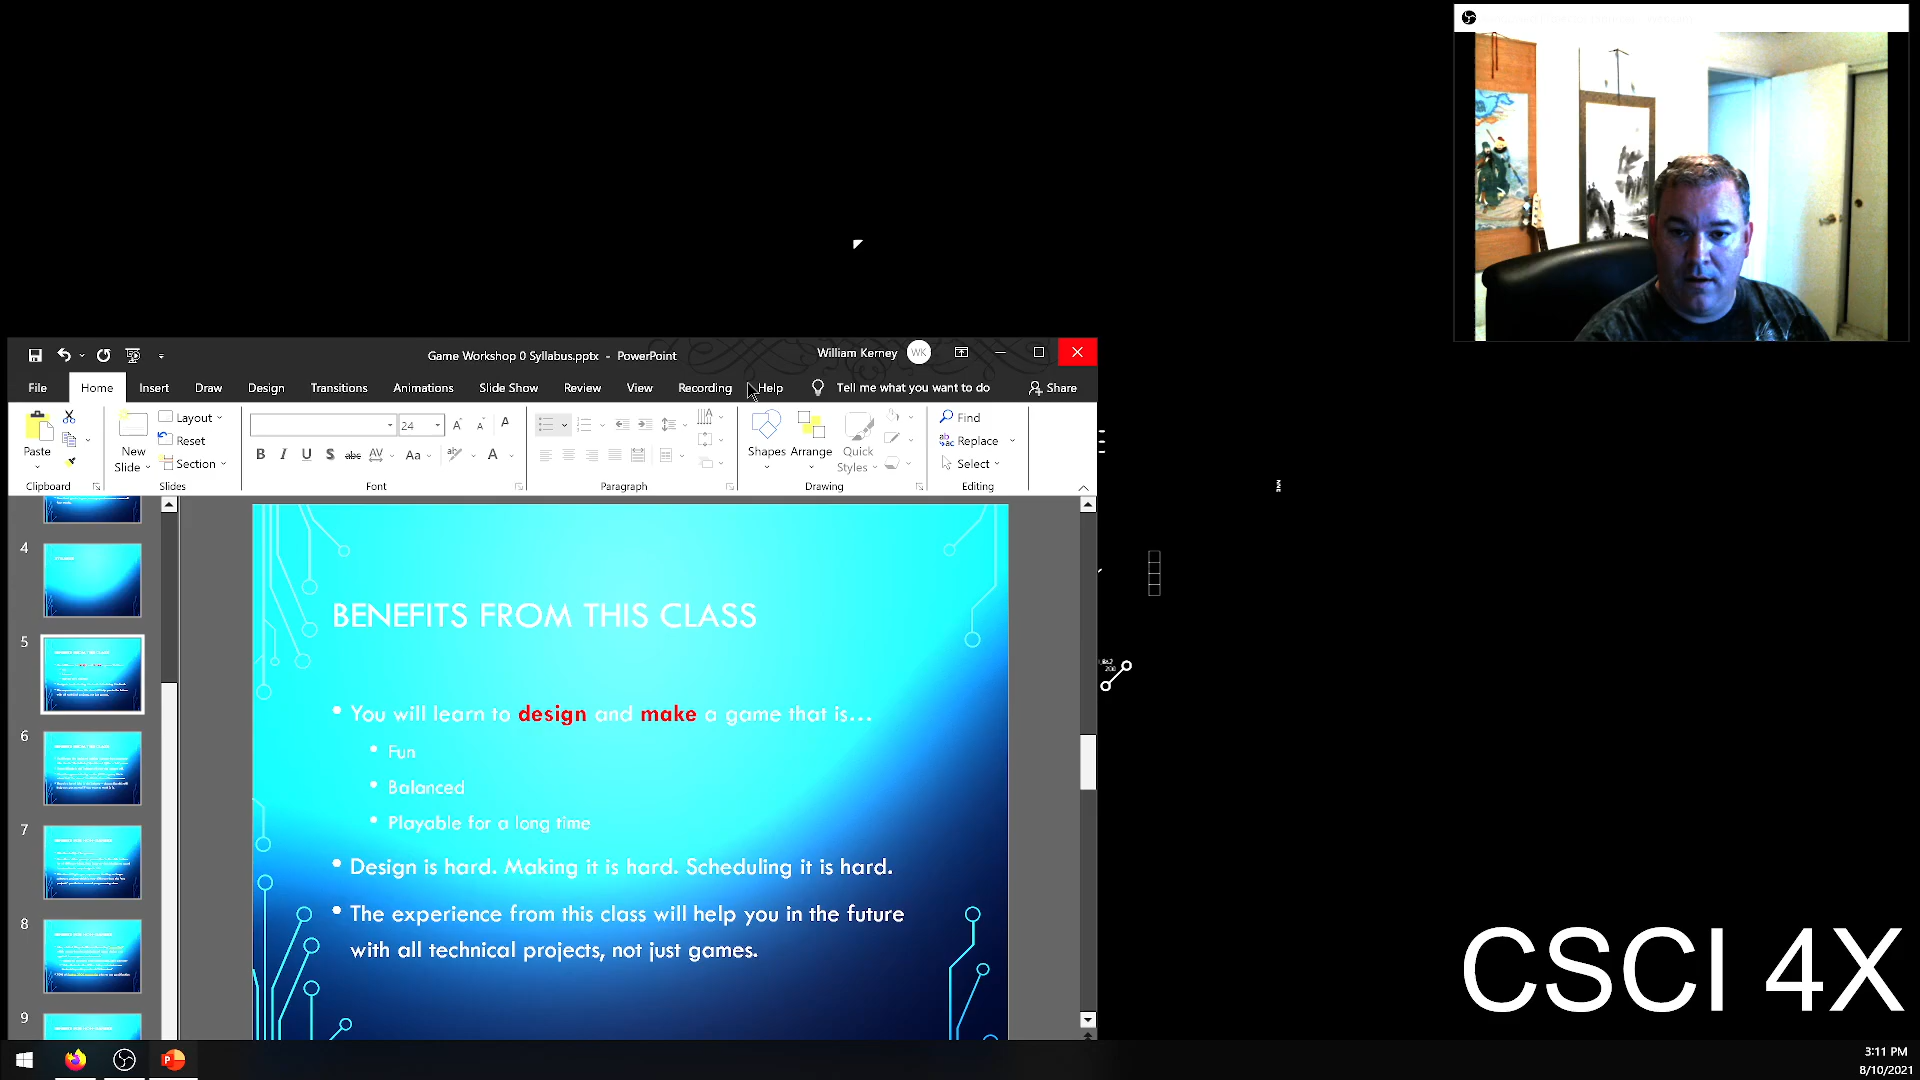 Game Workshop 0 Syllabus.pptx - PowerPoint
William Kerney WK
File Home Insert Draw Design Transitions Animations Slide Show Review View Recording Help Tell me what you want to do Share
Paste
Clipboard
New
Slide
Layout
Reset
Section
Slides
24
A A A
B I U S abc AV Aa A
Font
Paragraph
Shapes Arrange Quick
Styles
Drawing
Find
Replace
Select
Editing
4
5
6
7
8
9
BENEFITS FROM THIS CLASS
• You will learn to design and make a game that is...
• Fun
• Balanced
• Playable for a long time
• Design is hard. Making it is hard. Scheduling it is hard.
• The experience from this class will help you in the future
with all technical projects, not just games.
CSCI 4X
3:11 PM
8/10/2021